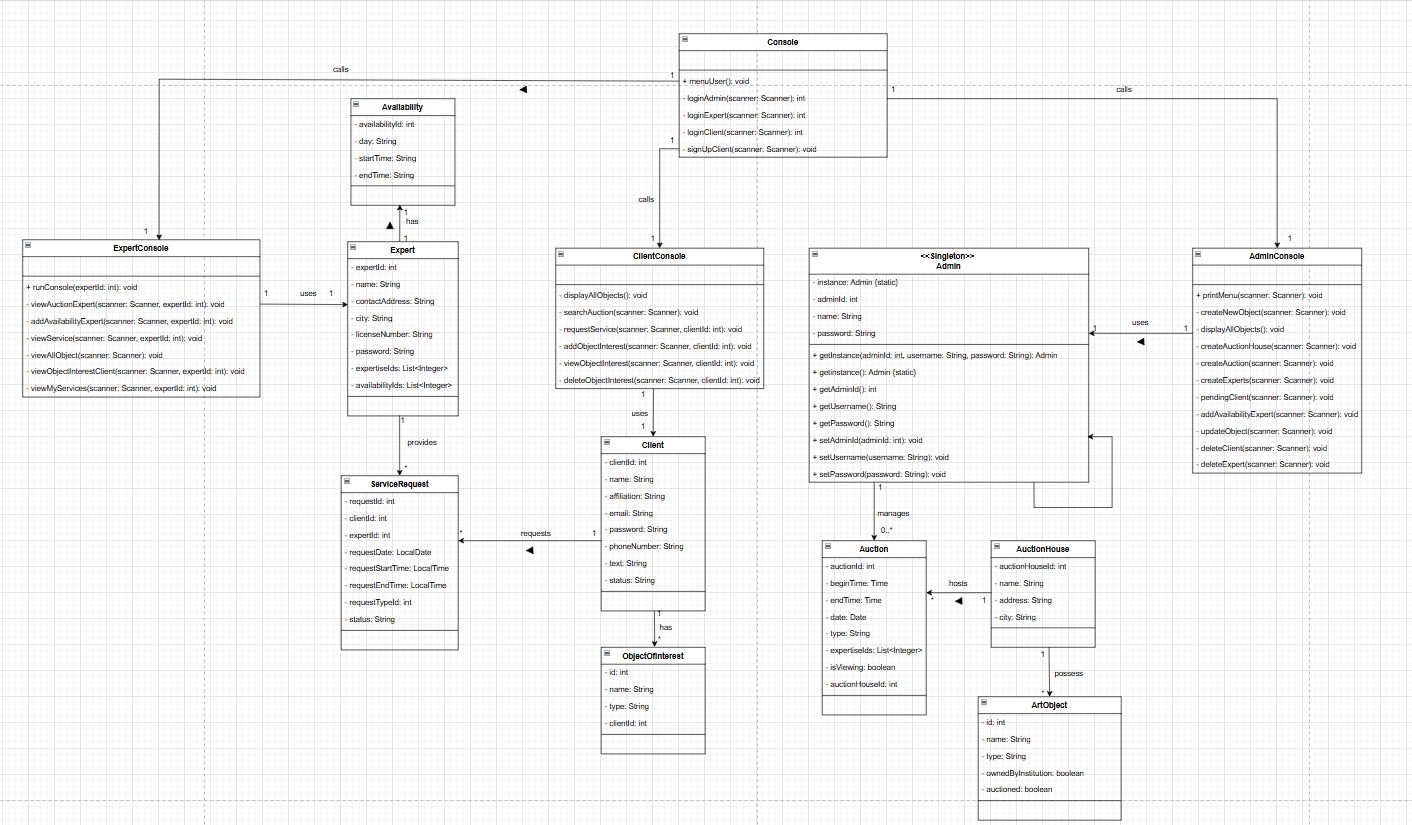 Console
+ menuUser(): void
- loginAdmin(scanner: Scanner): int
- loginExpert(scanner: Scanner): int
- loginClient(scanner: Scanner): int
- signUpClient(scanner: Scanner): void
calls
1
1
calls
1
1
calls
1
1
Availability
- availabilityId: int
- day: String
- startTime: String
- endTime: String
1
has
1
ExpertConsole
+ runConsole(expertId: int): void
- viewAuctionExpert(scanner: Scanner, expertId: int): void
- addAvailabilityExpert(scanner: Scanner, expertId: int): void
- viewService(scanner: Scanner, expertId: int): void
- viewAllObject(scanner: Scanner): void
- viewObjectInterestClient(scanner: Scanner, expertId: int): void
- viewMyServices(scanner: Scanner, expertId: int): void
1
uses
1
Expert
- expertId: int
- name: String
- contactAddress: String
- city: String
- licenseNumber: String
- password: String
- expertiseIds: List<Integer>
- availabilityIds: List<Integer>
1
provides
*
ClientConsole
- displayAllObjects(): void
- searchAuction(scanner: Scanner): void
- requestService(scanner: Scanner, clientId: int): void
- addObjectInterest(scanner: Scanner, clientId: int): void
- viewObjectInterest(scanner: Scanner, clientId: int): void
- deleteObjectInterest(scanner: Scanner, clientId: int): void
1
uses
1
<<Singleton>>
Admin
- instance: Admin {static}
- adminId: int
- name: String
- password: String
+ getInstance(adminId: int, username: String, password: String): Admin
+ getinstance(): Admin {static}
+ getAdminId(): int
+ getUsername(): String
+ getPassword(): String
+ setAdminId(adminId: int): void
+ setUsername(username: String): void
+ setPassword(password: String): void
1
uses
1
AdminConsole
+ printMenu(scanner: Scanner): void
- createNewObject(scanner: Scanner): void
- displayAllObjects(): void
- createAuctionHouse(scanner: Scanner): void
- createAuction(scanner: Scanner): void
- createExperts(scanner: Scanner): void
- pendingClient(scanner: Scanner): void
- addAvailabilityExpert(scanner: Scanner): void
- updateObject(scanner: Scanner): void
- deleteClient(scanner: Scanner): void
- deleteExpert(scanner: Scanner): void
ServiceRequest
- requestId: int
- clientId: int
- expertId: int
- requestDate: LocalDate
- requestStartTime: LocalTime
- requestEndTime: LocalTime
- requestTypeId: int
- status: String
*
requests
1
Client
- clientId: int
- name: String
- affiliation: String
- email: String
- password: String
- phoneNumber: String
- text: String
- status: String
1
has
*
ObjectOfInterest
- id: int
- name: String
- type: String
- clientId: int
1
manages
0..*
Auction
- auctionId: int
- beginTime: Time
- endTime: Time
- date: Date
- type: String
- expertiseIds: List<Integer>
- isViewing: boolean
- auctionHouseId: int
hosts
*
1
AuctionHouse
- auctionHouseId: int
- name: String
- address: String
- city: String
1
possess
*
ArtObject
- id: int
- name: String
- type: String
- ownedByInstitution: boolean
- auctioned: boolean